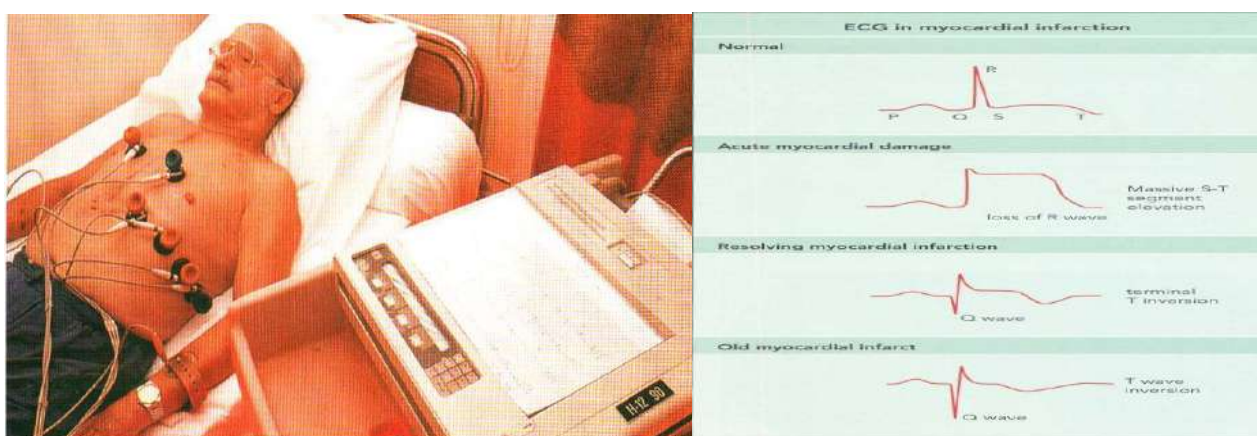 H-12 90
ECG in myocardial infarction
Normal
R
P Q S T
Acute myocardial damage
Massive S-T
segment
elevation
loss of R wave
Resolving myocardial infarction
terminal
T inversion
Q wave
Old myocardial infarct
T wave
inversion
Q wave